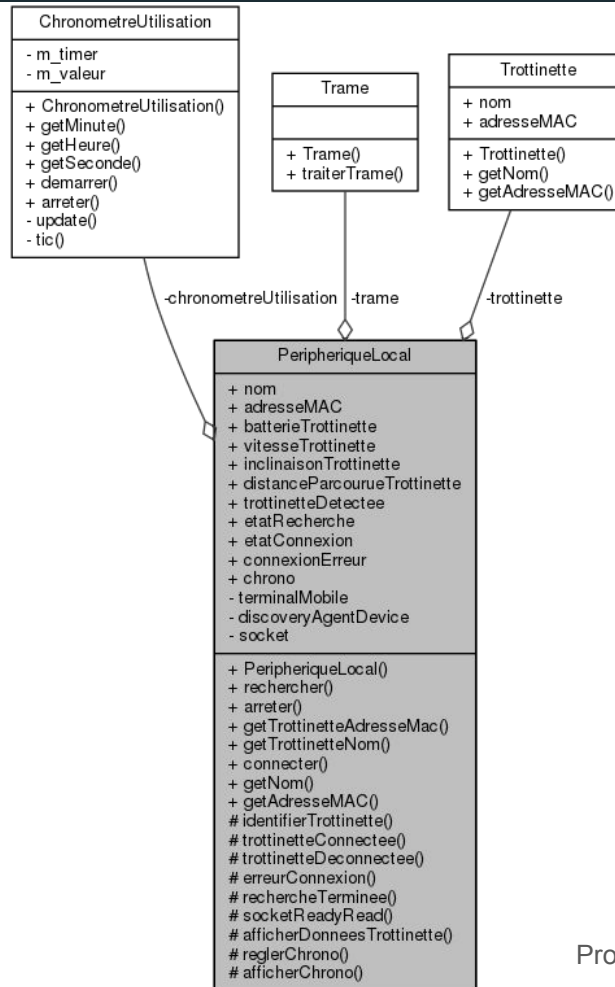 ChronometreUtilisation
- m_timer
- m_valeur
+ ChronometreUtilisation()
+ getMinute()
+ getHeure()
+ getSeconde()
+ demarrer()
+ arreter()
- update()
- tic()
Trame
+ Trame()
+ traiterTrame()
Trottinette
+ nom
+ adresseMAC
+ Trottinette()
+ getNom()
+ getAdresseMAC()
-chronometreUtilisation
-trame
-trottinette
PeripheriqueLocal
+ nom
+ adresseMAC
+ batterieTrottinette
+ vitesseTrottinette
+ inclinaisonTrottinette
+ distanceParcourueTrottinette
+ trottinetteDetectee
+ etatRecherche
+ etatConnexion
+ connexionErreur
+ chrono
- terminalMobile
- discoveryAgentDevice
- socket
+ PeripheriqueLocal()
+ rechercher()
+ arreter()
+ getTrottinetteAdresseMac()
+ getTrottinetteNom()
+ connecter()
+ getNom()
+ getAdresseMAC()
# identifierTrottinette()
# trottinetteConnectee()
# trottinetteDeconnectee()
# erreurConnexion()
# rechercheTerminee()
# socketReadyRead()
# afficherDonneesTrottinette()
# reglerChrono()
# afficherChrono()
Pro